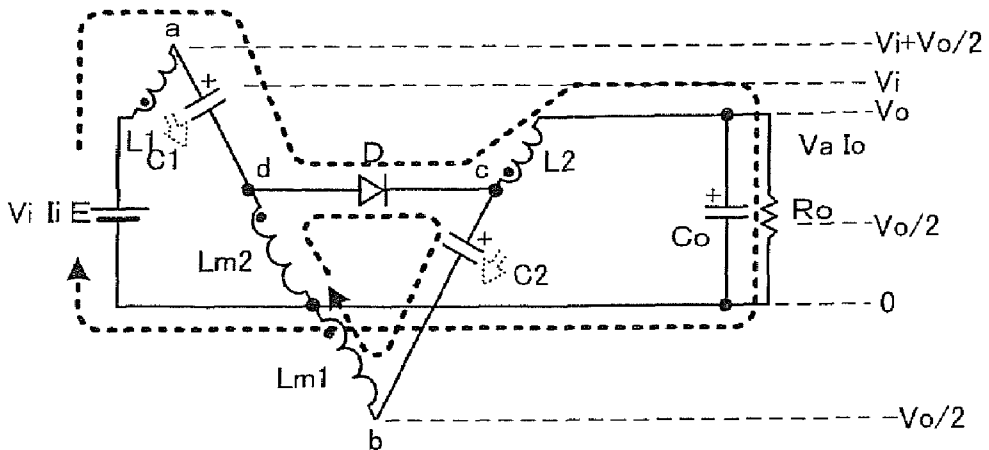 a
Vi+Vo/2
Vi
Vo
L1
C1
D
L2
Va Io
d
c
Vi Ii E
Lm2
C2
Co
Ro
Vo/2
0
Lm1
Vo/2
b
+
+
+